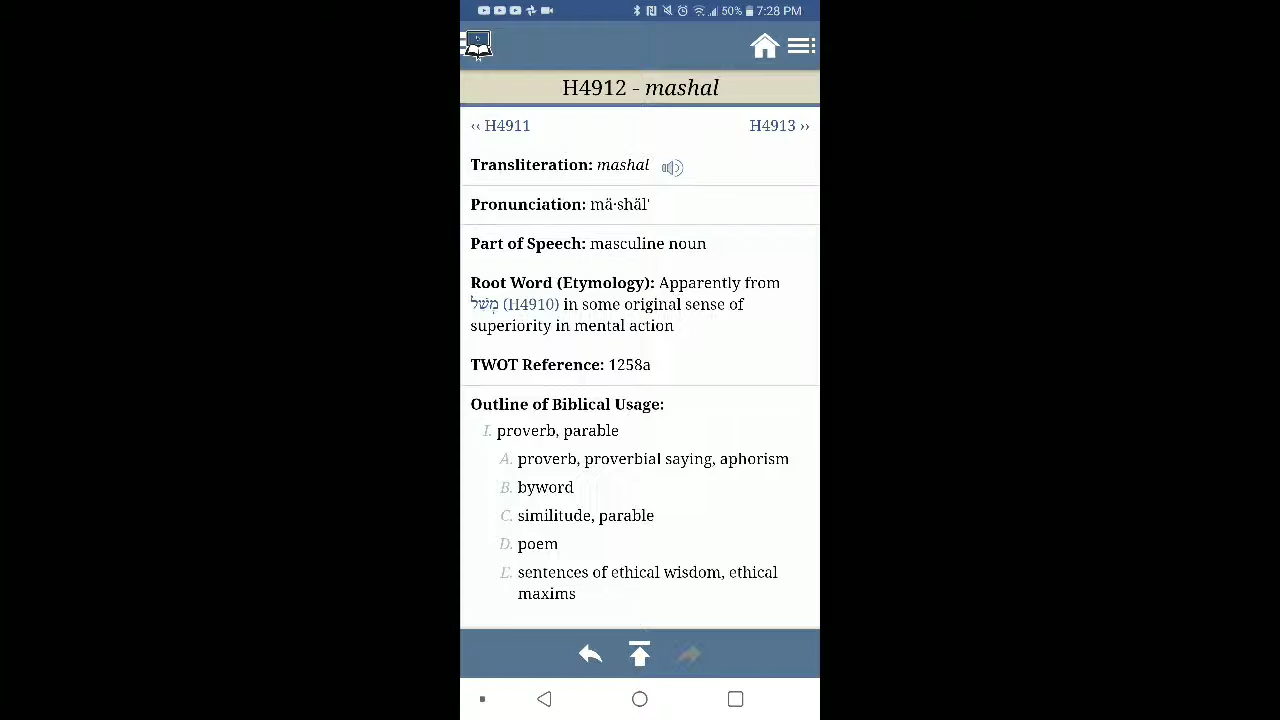 50% 7:28 PM
H4912 - mashal
‹‹ H4911 H4913 ››
Transliteration: mashal
Pronunciation: mä·shäl'
Part of Speech: masculine noun
Root Word (Etymology): Apparently from
מָשַׁל (H4910) in some original sense of
superiority in mental action
TWOT Reference: 1258a
Outline of Biblical Usage:
I. proverb, parable
A. proverb, proverbial saying, aphorism
B. byword
C. similitude, parable
D. poem
E. sentences of ethical wisdom, ethical
maxims